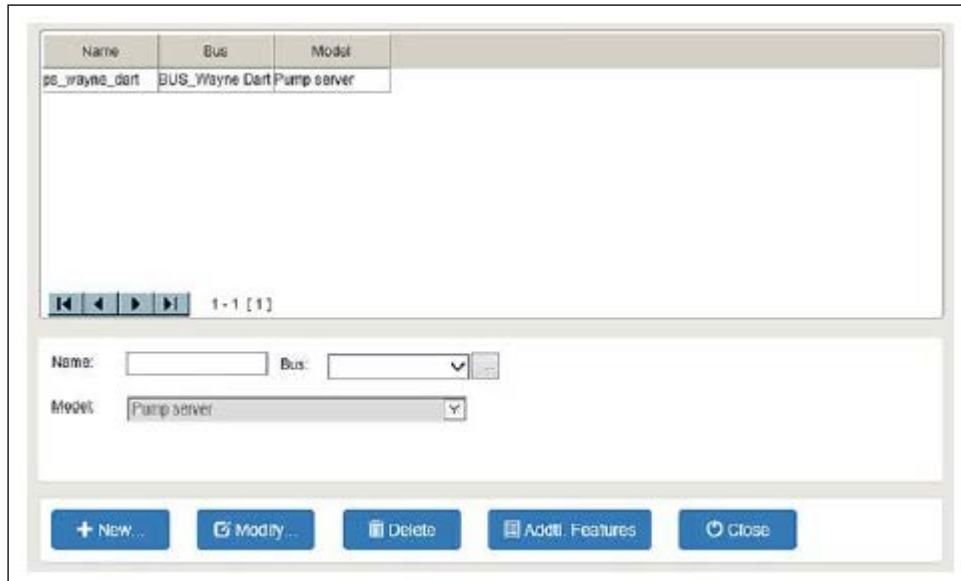 Name Bus Model
ps_wayne_dart BUS_Wayne Dart Pump server
1 - 1 [ 1 ]
Name: Bus: ...
Model: Pump server
New... Modify... Delete Addtl. Features Close